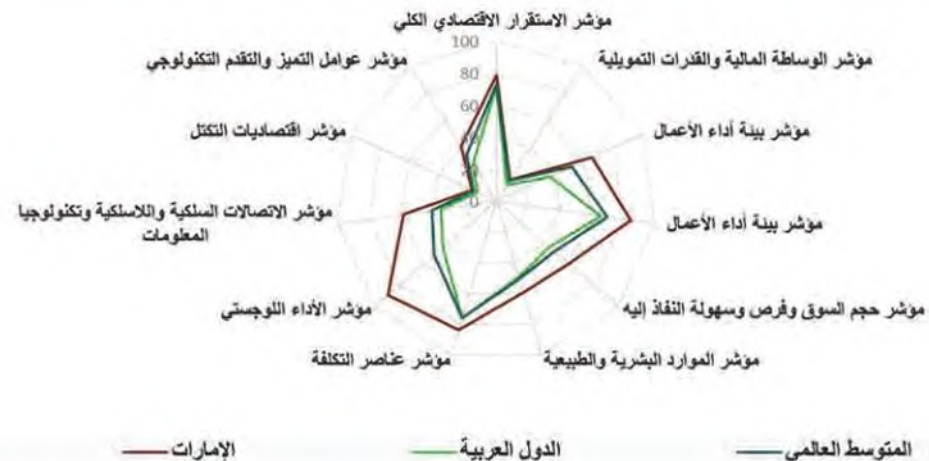 مؤشر الاستقرار الاقتصادي الكلي
مؤشر الوساطة المالية والقدرات التمويلية
مؤشر بيئة أداء الأعمال
مؤشر بيئة أداء الأعمال
مؤشر حجم السوق وفرص وسهولة النفاذ إليه
مؤشر الموارد البشرية والطبيعية
مؤشر عناصر التكلفة
مؤشر الأداء اللوجستي
مؤشر الاتصالات السلكية واللاسلكية وتكنولوجيا
المعلومات
مؤشر اقتصاديات التكتل
مؤشر عوامل التميز والتقدم التكنولوجي
100
80
60
0
المتوسط العالمي
الدول العربية
الإمارات